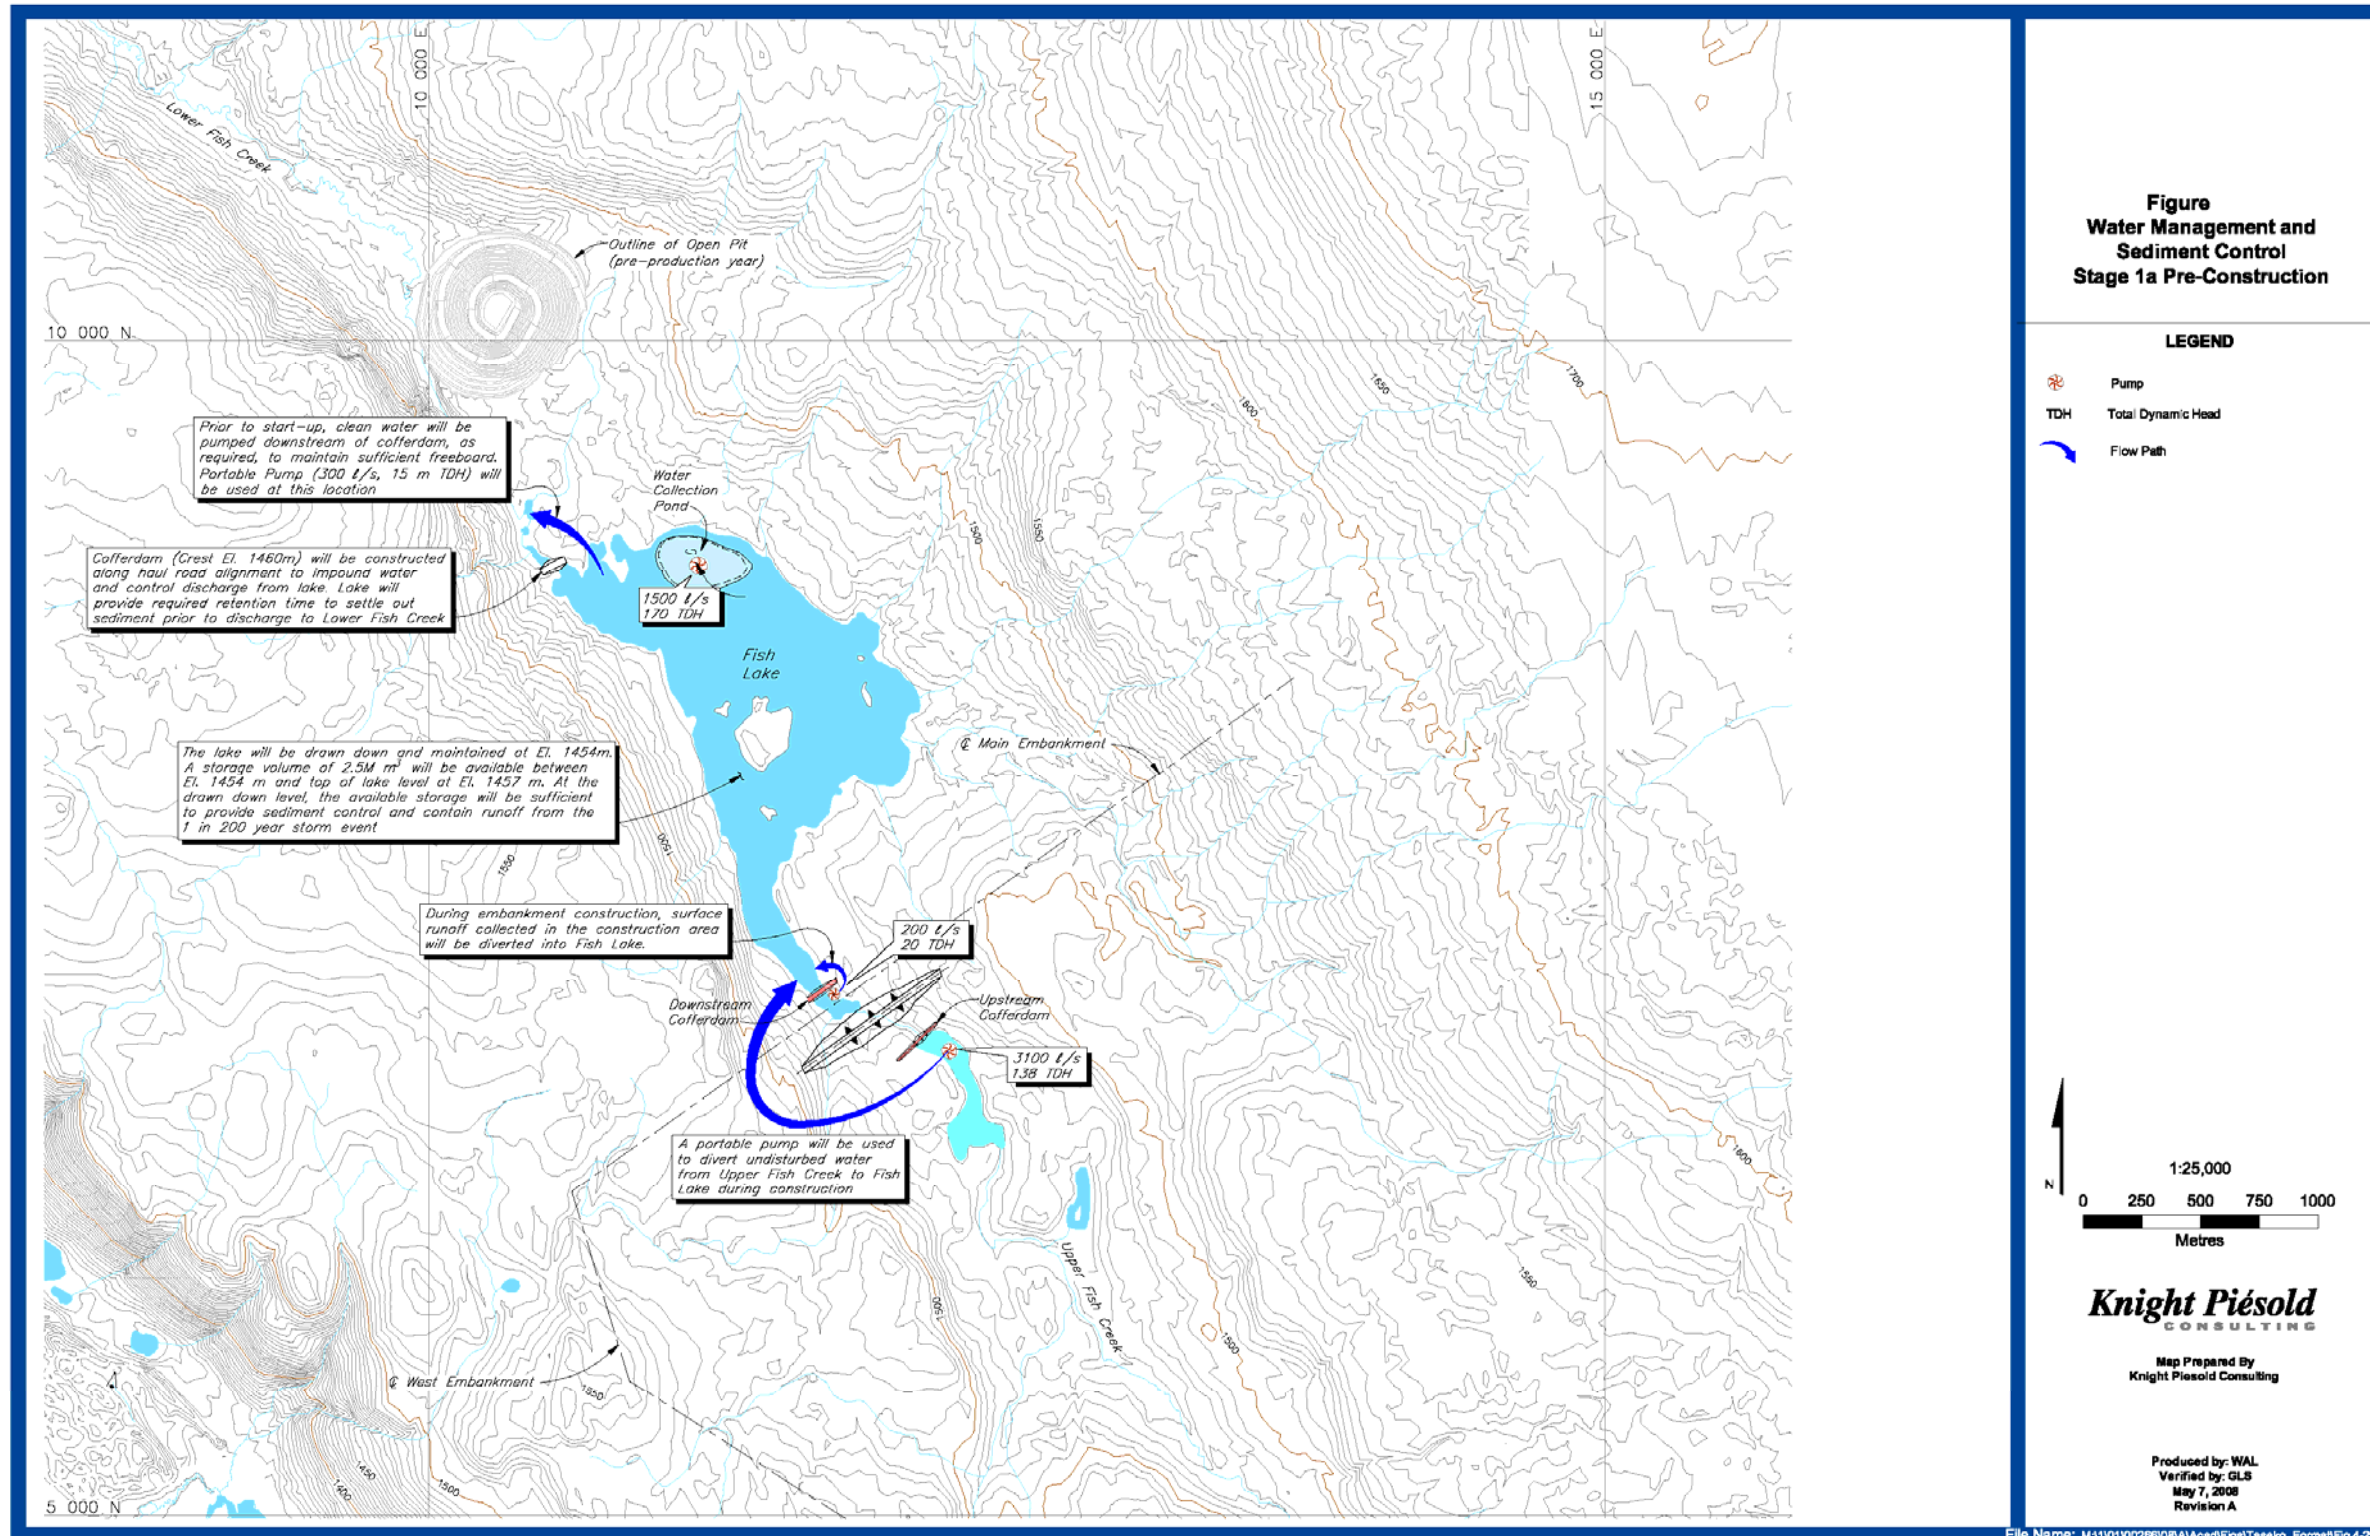 10 000 E
15 000 E
Lower Fish Creek
Outline of Open Pit
(pre-production year)
10 000 N
1650
1700
1600
Prior to start-up, clean water will be
pumped downstream of cofferdam, as
required, to maintain sufficient freeboard.
Portable Pump (300 ℓ/s, 15 m TDH) will
be used at this location
Water
Collection
Pond
1500
1550
Cofferdam (Crest El. 1460m) will be constructed
along haul road alignment to impound water
and control discharge from lake. Lake will
provide required retention time to settle out
sediment prior to discharge to Lower Fish Creek
1500 ℓ/s
170 TDH
Fish
Lake
℄ Main Embankment
The lake will be drawn down and maintained at El. 1454m.
A storage volume of 2.5M m³ will be available between
El. 1454 m and top of lake level at El. 1457 m. At the
drawn down level, the available storage will be sufficient
to provide sediment control and contain runoff from the
1 in 200 year storm event
1500
1550
During embankment construction, surface
runoff collected in the construction area
will be diverted into Fish Lake.
200 ℓ/s
20 TDH
Downstream
Cofferdam
Upstream
Cofferdam
3100 ℓ/s
138 TDH
A portable pump will be used
to divert undisturbed water
from Upper Fish Creek to Fish
Lake during construction
1600
Upper Fish Creek
1550
1500
1500
℄ West Embankment
1550
1450
1400
1500
5 000 N
Figure
Water Management and
Sediment Control
Stage 1a Pre-Construction
LEGEND
Pump
TDH Total Dynamic Head
Flow Path
N
1:25,000
0 250 500 750 1000
Metres
Knight Piésold
CONSULTING
Map Prepared By
Knight Piesold Consulting
Produced by: WAL
Verified by: GLS
May 7, 2008
Revision A
File Name: